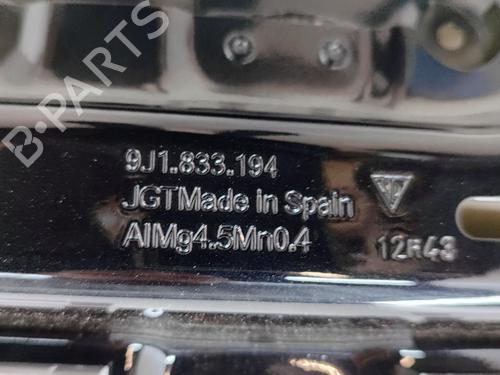 B-PARTS
9J1.833.194
JGTMade in Spain
AlMg4.5Mn0.4
12R43